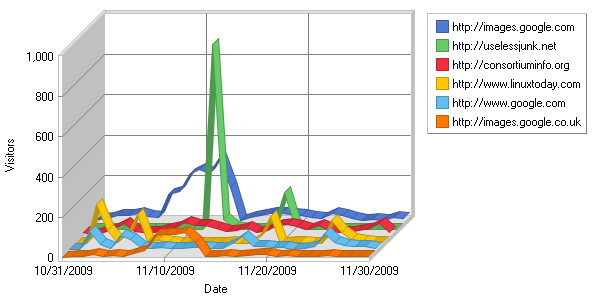 1,000
800
600
400
200
0
Visitors
10/31/2009
11/10/2009
11/20/2009
11/30/2009
Date
http://images.google.com
http://uselessjunk.net
http://consortiuminfo.org
http://www.linuxtoday.com
http://www.google.com
http://images.google.co.uk